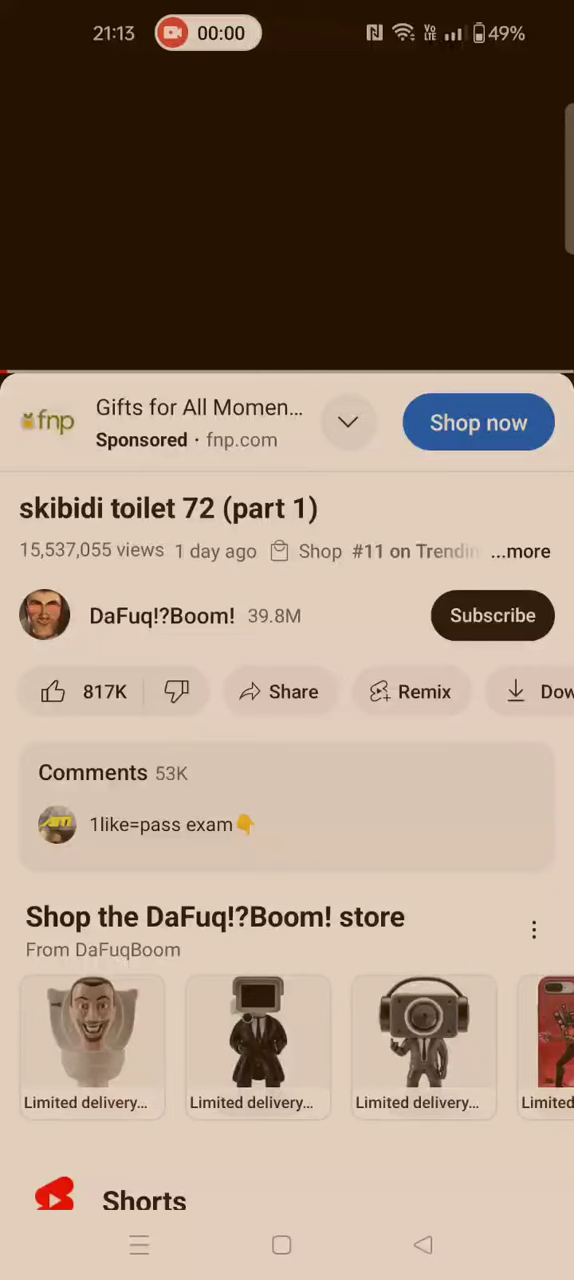 21:13 00:00 VoLTE 49%
fnp Gifts for All Momen... Shop now
Sponsored · fnp.com
skibidi toilet 72 (part 1)
15,537,055 views 1 day ago Shop #11 on Trendin ...more
DaFuq!?Boom! 39.8M Subscribe
817K Share Remix Dow
Comments 53K
1like=pass exam👇
Shop the DaFuq!?Boom! store
From DaFuqBoom
Limited delivery... Limited delivery... Limited delivery... Limited
Shorts